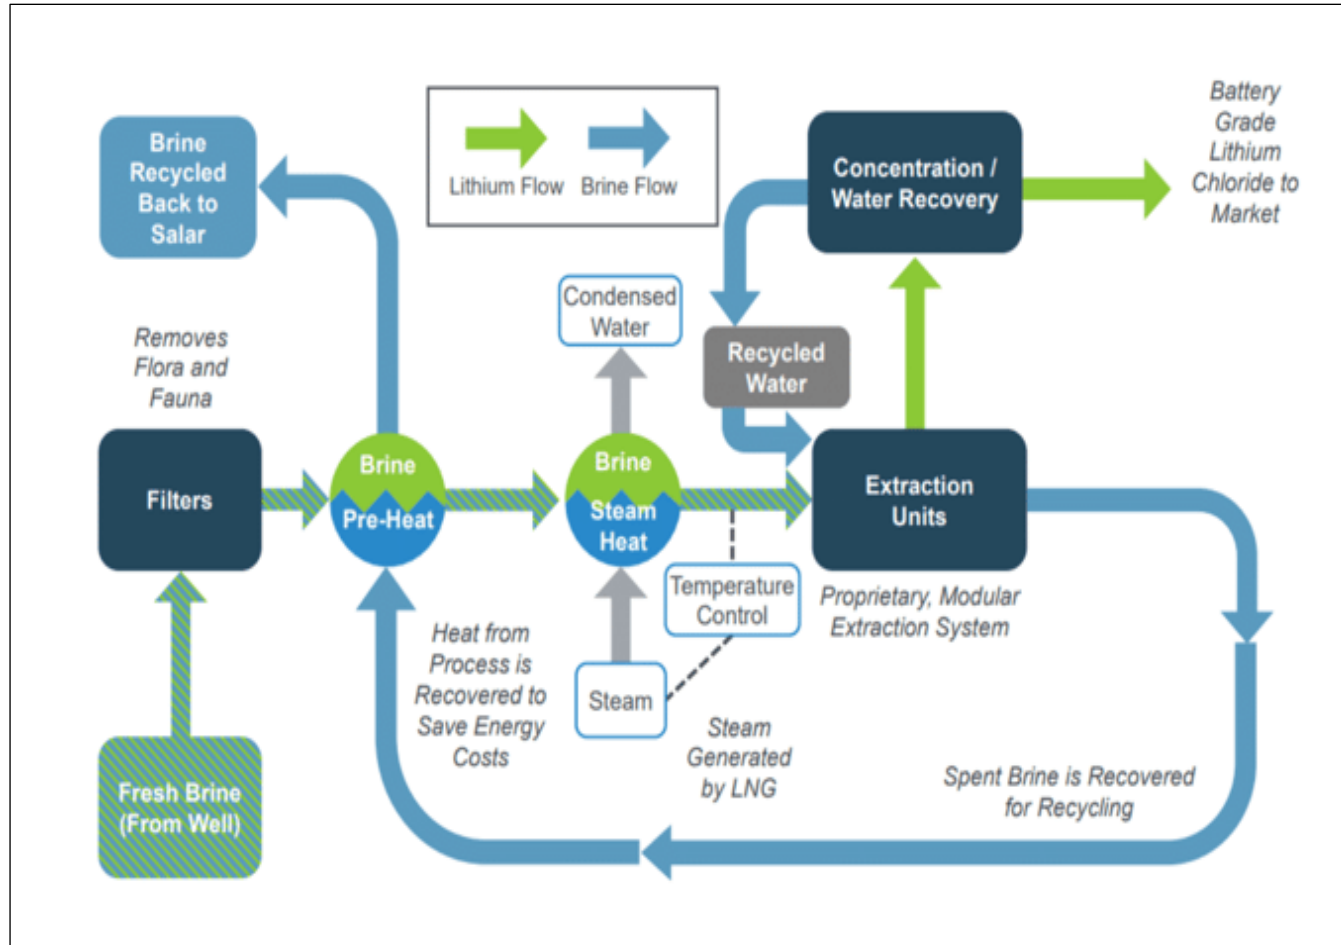 Brine
Recycled
Back to
Salar
Lithium Flow
Brine Flow
Concentration /
Water Recovery
Battery
Grade
Lithium
Chloride to
Market
Condensed
Water
Recycled
Water
Removes
Flora and
Fauna
Filters
Brine
Pre-Heat
Brine
Steam
Heat
Extraction
Units
Temperature
Control
Proprietary, Modular
Extraction System
Heat from
Process is
Recovered to
Save Energy
Costs
Steam
Steam
Generated
by LNG
Fresh Brine
(From Well)
Spent Brine is Recovered
for Recycling